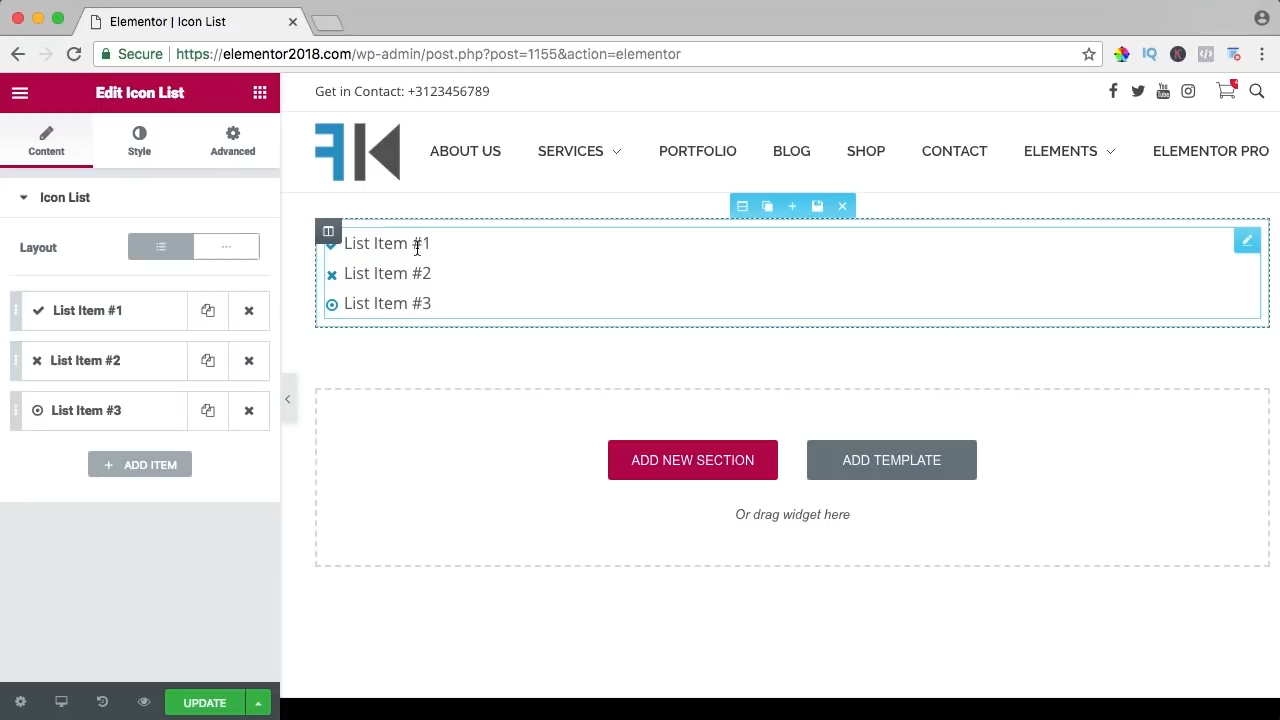 Elementor | Icon List
Secure
https://elementor2018.com/wp-admin/post.php?post=1155&action=elementor
Edit Icon List
Content
Style
Advanced
Icon List
Layout
List Item #1
List Item #2
List Item #3
ADD ITEM
UPDATE
Get in Contact: +3123456789
You
Tube
FK
ABOUT US
SERVICES
PORTFOLIO
BLOG
SHOP
CONTACT
ELEMENTS
ELEMENTOR PRO
List Item #1
List Item #2
List Item #3
ADD NEW SECTION
ADD TEMPLATE
Or drag widget here